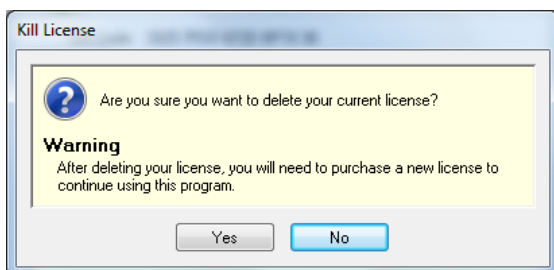 Kill License
Are you sure you want to delete your current license?
Warning
After deleting your license, you will need to purchase a new license to
continue using this program.
Yes
No